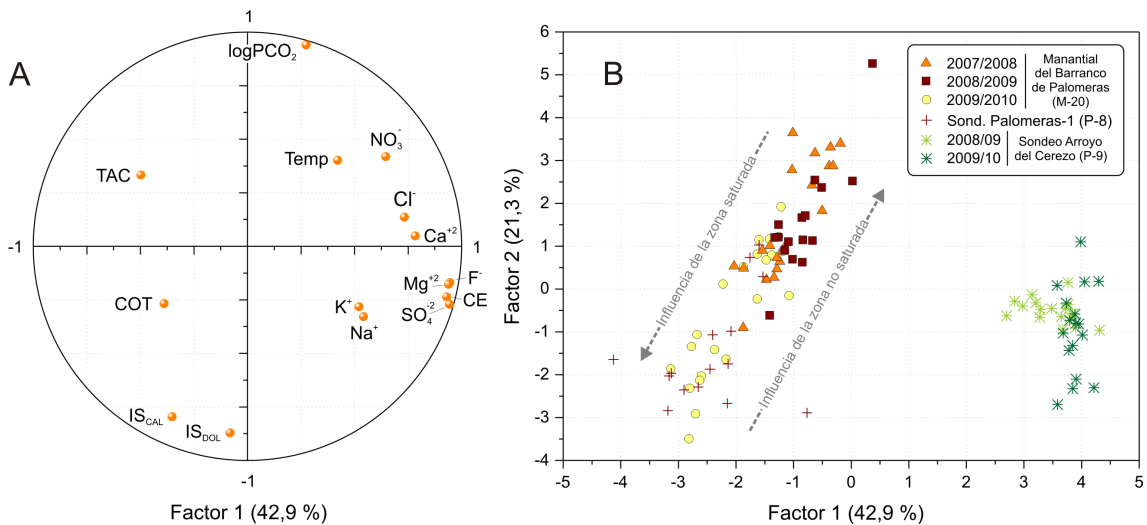 A
1
logPCO₂
NO₃⁻
Temp
TAC
Cl⁻
Ca⁺²
-1
1
F⁻
Mg⁺²
CE
SO₄⁻²
COT
K⁺
Na⁺
IS_CAL
IS_DOL
-1
Factor 1 (42,9 %)
B
Factor 2 (21,3 %)
6
5
4
3
2
1
0
-1
-2
-3
-4
-5 -4 -3 -2 -1 0 1 2 3 4 5
Factor 1 (42,9 %)
Influencia de la zona saturada
Influencia de la zona no saturada
2007/2008
2008/2009
2009/2010
Manantial
del Barranco
de Palomeras
(M-20)
Sond. Palomeras-1 (P-8)
2008/09
2009/10
Sondeo Arroyo
del Cerezo (P-9)